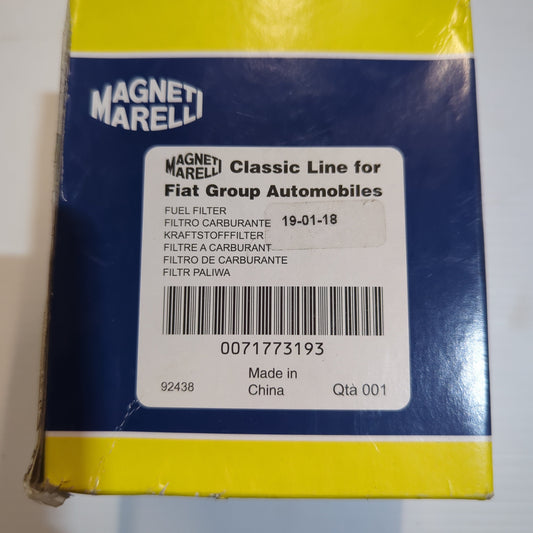 MAGNETI
MARELLI
MAGNETI
MARELLI Classic Line for
Fiat Group Automobiles
FUEL FILTER
FILTRO CARBURANTE
19-01-18
KRAFTSTOFFFILTER
FILTRE A CARBURANT
FILTRO DE CARBURANTE
FILTR PALIWA
0071773193
92438
Made in
China
Qtà 001